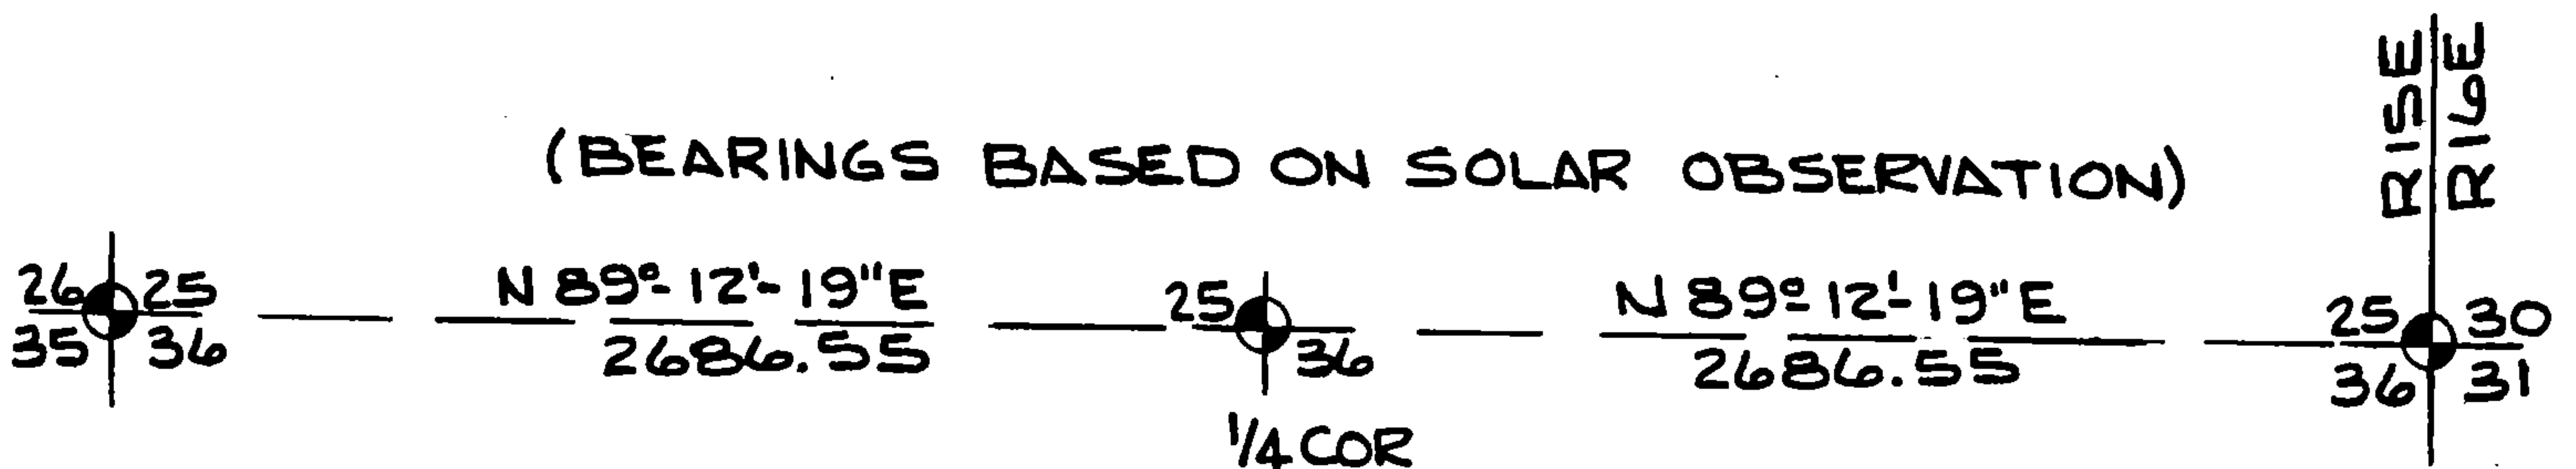 (BEARINGS BASED ON SOLAR OBSERVATION)
R15E
R16E
26 25
35 36
N 89°-12'-19"E
2686.55
25
36
1/4 COR
N 89°-12'-19"E
2686.55
25 30
36 31